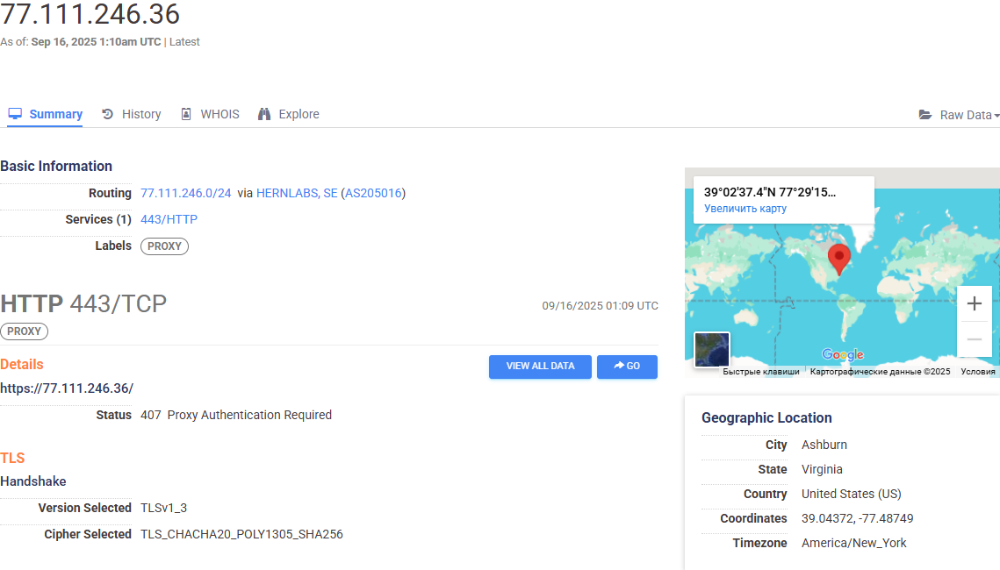 77.111.246.36
As of: Sep 16, 2025 1:10am UTC | Latest
Summary History WHOIS Explore Raw Data
Basic Information
Routing 77.111.246.0/24 via HERNLABS, SE (AS205016)
Services (1) 443/HTTP
Labels PROXY
HTTP 443/TCP 09/16/2025 01:09 UTC
PROXY
Details VIEW ALL DATA GO
https://77.111.246.36/
Status 407 Proxy Authentication Required
TLS
Handshake
Version Selected TLSv1_3
Cipher Selected TLS_CHACHA20_POLY1305_SHA256
39°02'37.4"N 77°29'15...
Увеличить карту
Google
Быстрые клавиши Картографические данные ©2025 Условия
Geographic Location
City Ashburn
State Virginia
Country United States (US)
Coordinates 39.04372, -77.48749
Timezone America/New_York